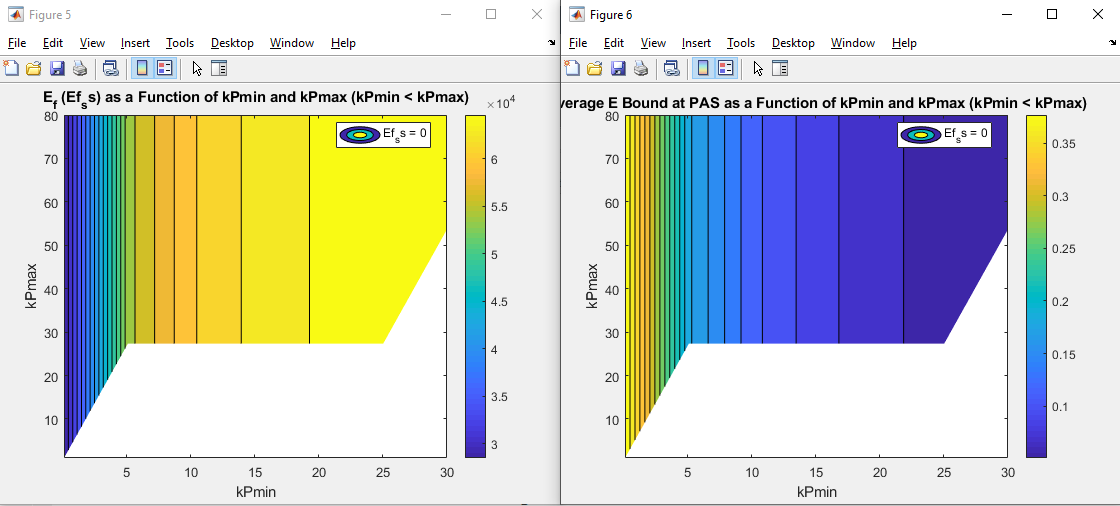 Figure 5
File Edit View Insert Tools Desktop Window Help
E_f (Ef_ss) as a Function of kPmin and kPmax (kPmin < kPmax)
×10^4
80
70
60
50
40
30
20
10
kPmax
5 10 15 20 25 30
kPmin
Ef_ss = 0
6
5.5
5
4.5
4
3.5
3
Figure 6
File Edit View Insert Tools Desktop Window Help
verage E Bound at PAS as a Function of kPmin and kPmax (kPmin < kPmax)
80
70
60
50
40
30
20
10
kPmax
5 10 15 20 25 30
kPmin
Ef_ss = 0
0.35
0.3
0.25
0.2
0.15
0.1